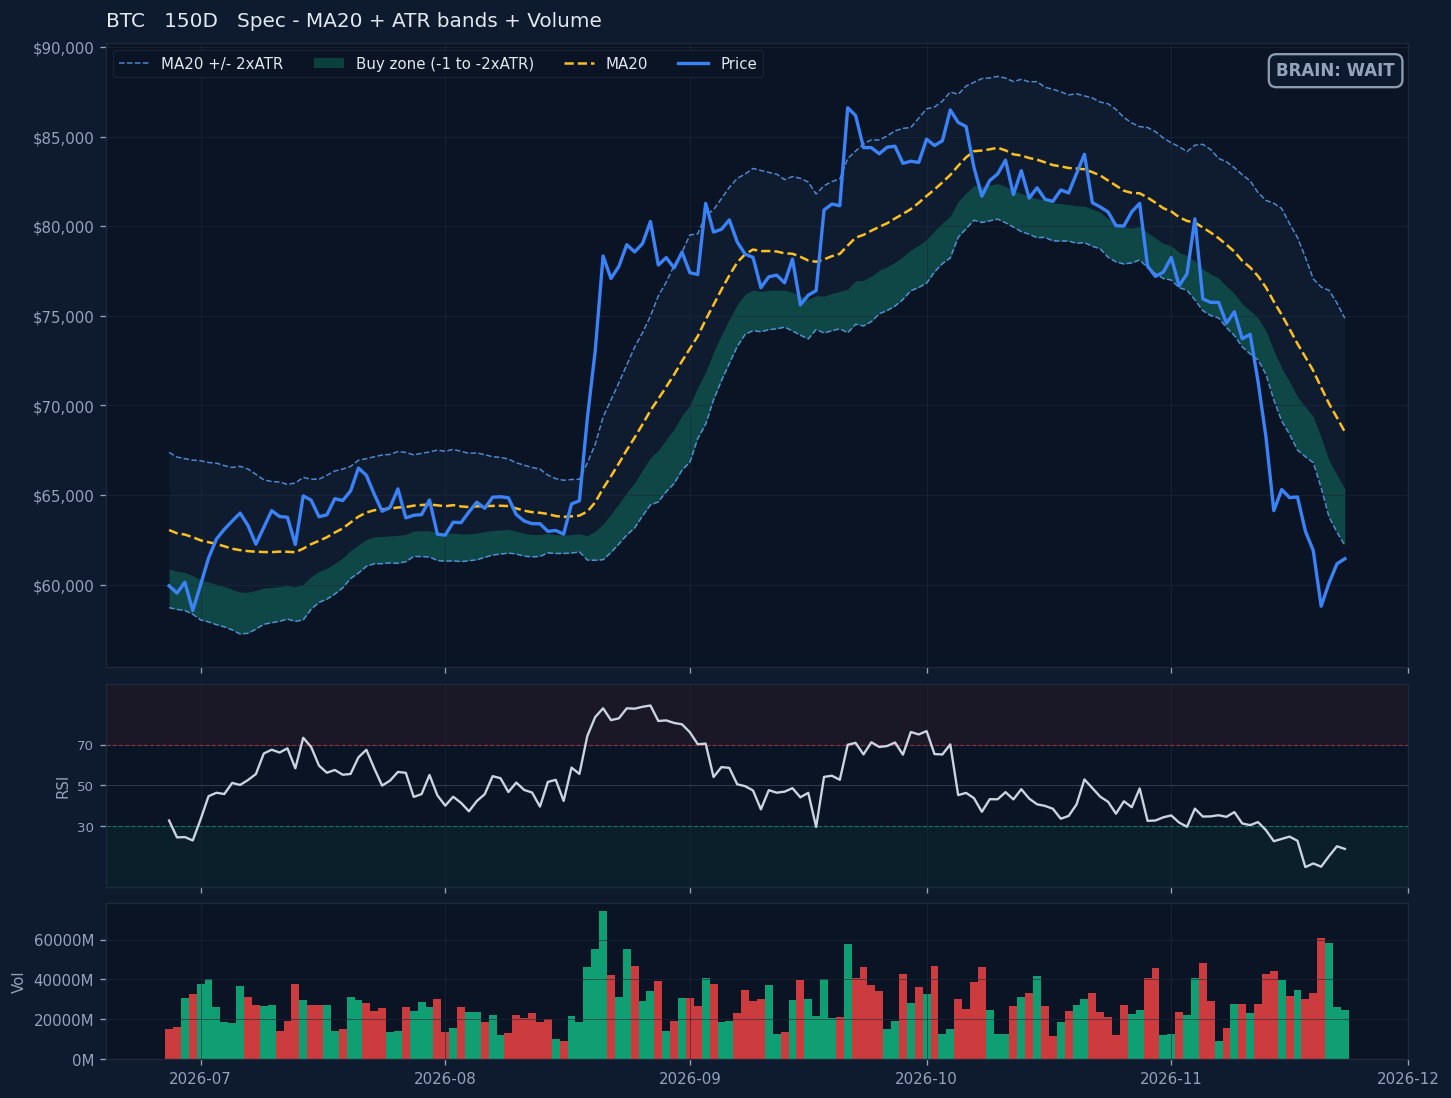 BTC   150D   Spec - MA20 + ATR bands + Volume
$90,000
MA20 +/- 2xATR
Buy zone (-1 to -2xATR)
MA20
Price
BRAIN: WAIT
$85,000
$80,000
$75,000
$70,000
$65,000
$60,000
70
50
30
RSI
60000M
40000M
20000M
0M
Vol
2026-07
2026-08
2026-09
2026-10
2026-11
2026-12